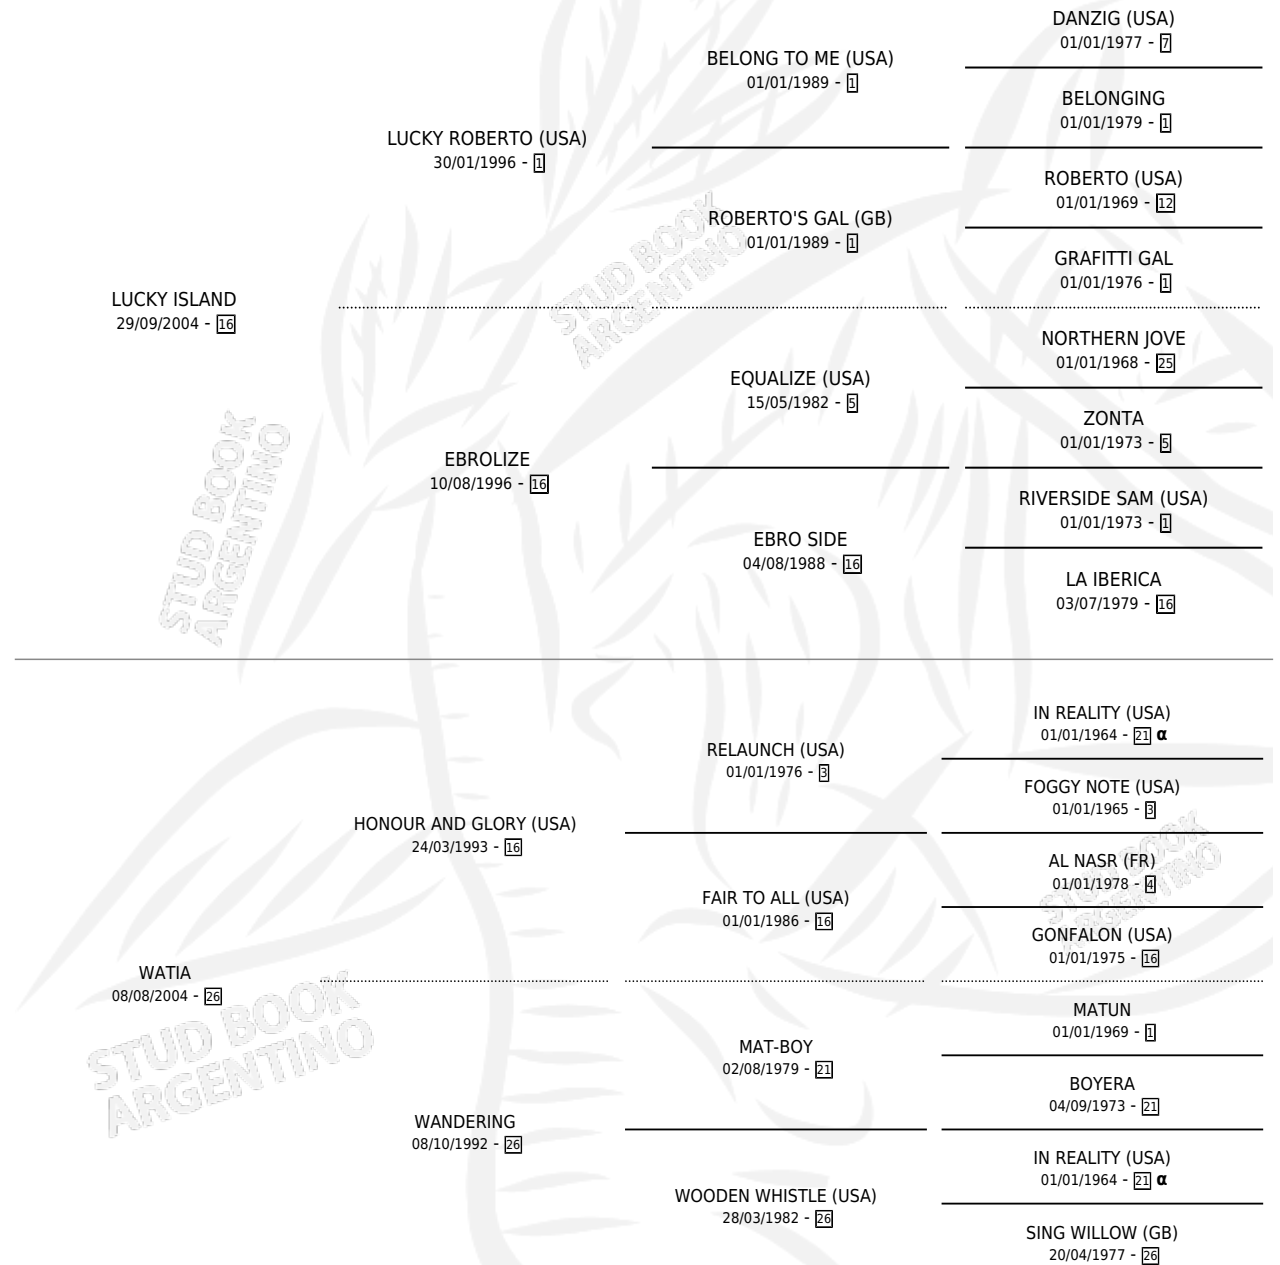 DANZIG (USA)
01/01/1977 - 7
BELONG TO ME (USA)
01/01/1989 - 1
BELONGING
01/01/1979 - 1
LUCKY ROBERTO (USA)
30/01/1996 - 1
ROBERTO (USA)
01/01/1969 - 12
ROBERTO'S GAL (GB)
01/01/1989 - 1
GRAFITTI GAL
01/01/1976 - 1
LUCKY ISLAND
29/09/2004 - 16
NORTHERN JOVE
01/01/1968 - 25
EQUALIZE (USA)
15/05/1982 - 5
ZONTA
01/01/1973 - 5
EBROLIZE
10/08/1996 - 16
RIVERSIDE SAM (USA)
01/01/1973 - 1
EBRO SIDE
04/08/1988 - 16
LA IBERICA
03/07/1979 - 16
STUD BOOK
ARGENTINO
STUD BOOK
ARGENTINO
IN REALITY (USA)
01/01/1964 - 21 α
RELAUNCH (USA)
01/01/1976 - 3
FOGGY NOTE (USA)
01/01/1965 - 3
HONOUR AND GLORY (USA)
24/03/1993 - 16
AL NASR (FR)
01/01/1978 - 4
FAIR TO ALL (USA)
01/01/1986 - 16
GONFALON (USA)
01/01/1975 - 16
STUD BOOK
ARGENTINO
WATIA
08/08/2004 - 26
MATUN
01/01/1969 - 1
MAT-BOY
02/08/1979 - 21
BOYERA
04/09/1973 - 21
WANDERING
08/10/1992 - 26
IN REALITY (USA)
01/01/1964 - 21 α
WOODEN WHISTLE (USA)
28/03/1982 - 26
SING WILLOW (GB)
20/04/1977 - 26
STUD BOOK
ARGENTINO